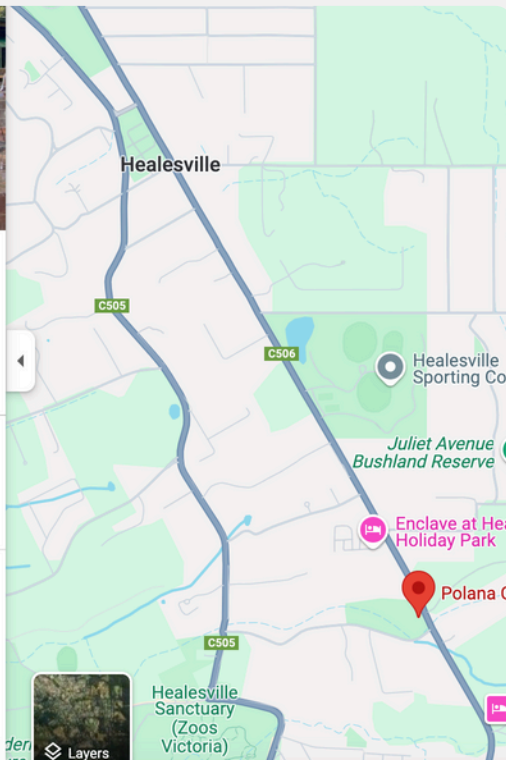 Healesville
C505
C506
Healesville
Sporting Co
Juliet Avenue
Bushland Reserve
Enclave at Hea
Holiday Park
Polana
C505
Healesville
Sanctuary
(Zoos
Victoria)
Layers